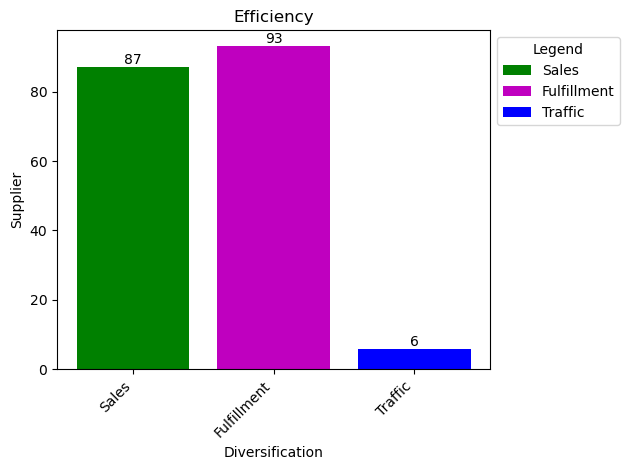 Efficiency
Supplier
80
60
40
20
0
87
93
6
Sales
Fulfillment
Traffic
Diversification
Legend
Sales
Fulfillment
Traffic